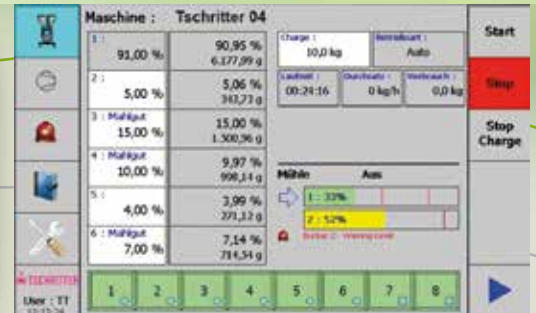 Maschine : Tschritter 04
1 :
91,00 %
90,95 %
6.177,99 g
2 :
5,00 %
5,06 %
343,73 g
3 : Mahlgut
15,00 %
15,00 %
1.500,96 g
4 : Mahlgut
10,00 %
9,97 %
998,14 g
5 :
4,00 %
3,99 %
271,12 g
6 : Mahlgut
7,00 %
7,14 %
714,54 g
Charge :
10,0 kg
Betriebsart :
Auto
Laufzeit :
00:24:16
Durchsatz :
0 kg/h
Verbrauch :
0,0 kg
Mühle Aus
1 : 33%
2 : 52%
1 2 3 4 5 6 7 8
Start
Stop
Stop
Charge
TSCHRITTER
User : TT